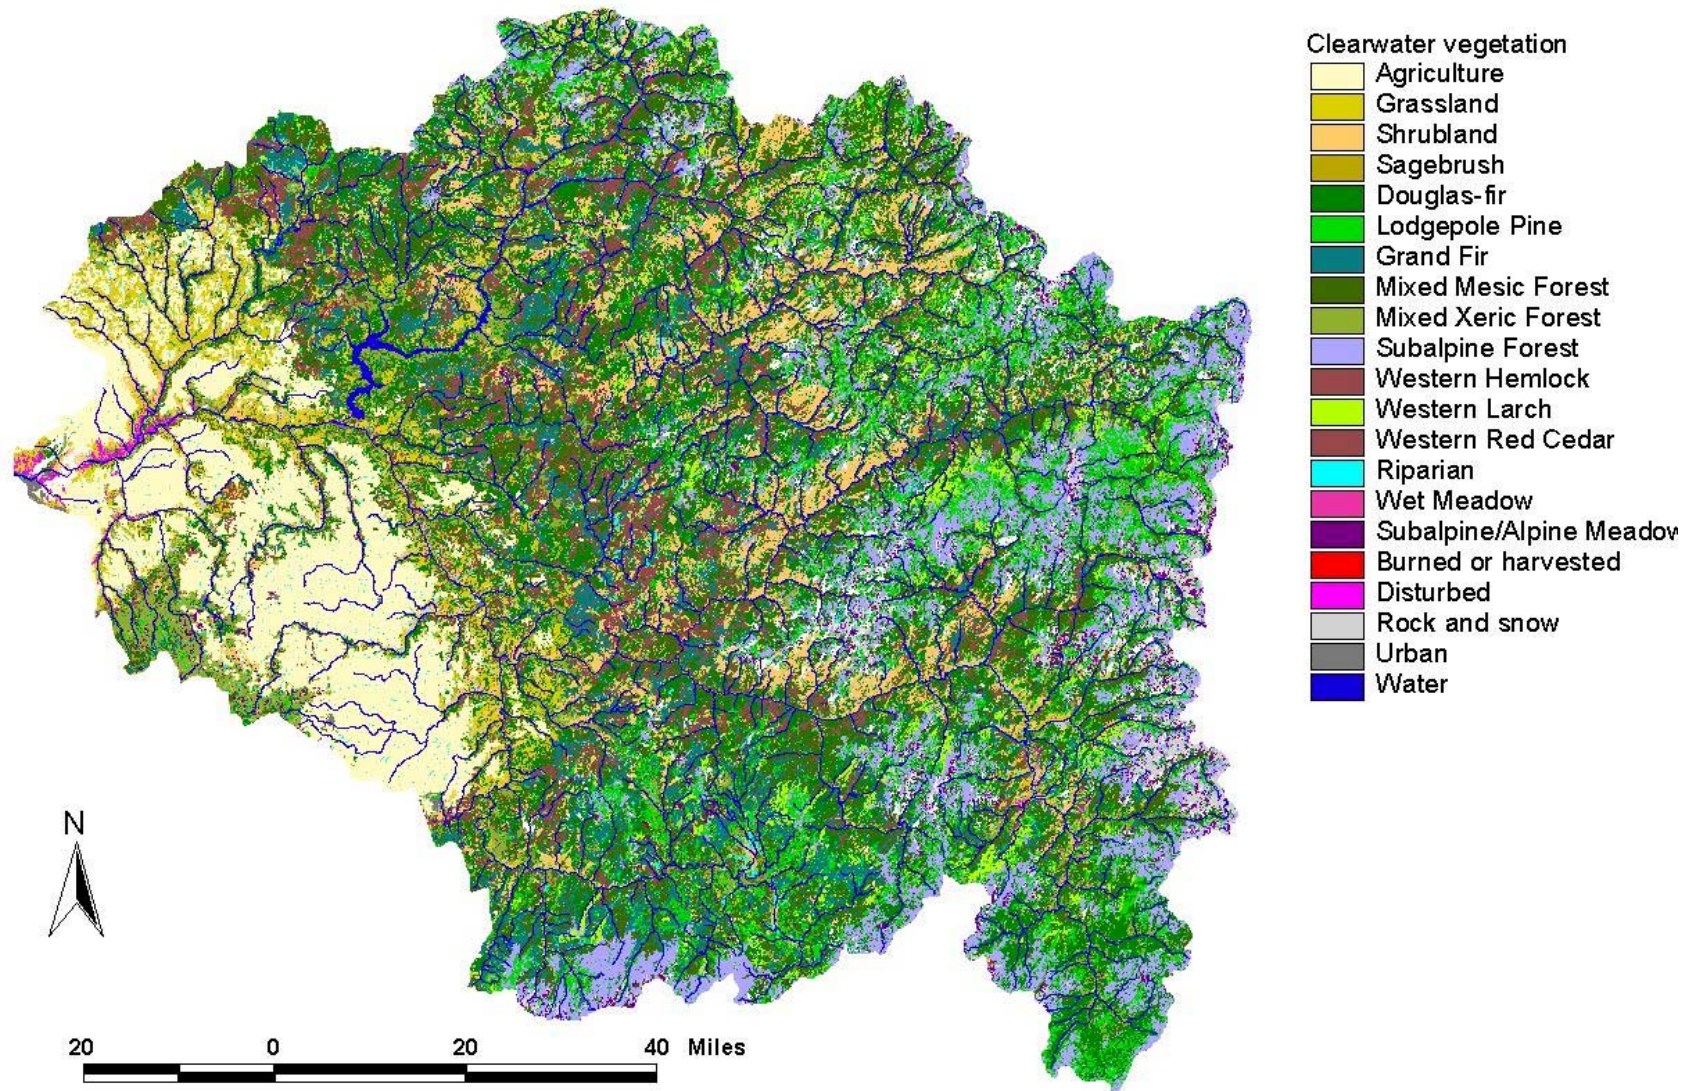 Clearwater vegetation
Agriculture
Grassland
Shrubland
Sagebrush
Douglas-fir
Lodgepole Pine
Grand Fir
Mixed Mesic Forest
Mixed Xeric Forest
Subalpine Forest
Western Hemlock
Western Larch
Western Red Cedar
Riparian
Wet Meadow
Subalpine/Alpine Meadow
Burned or harvested
Disturbed
Rock and snow
Urban
Water
N
20 0 20 40 Miles